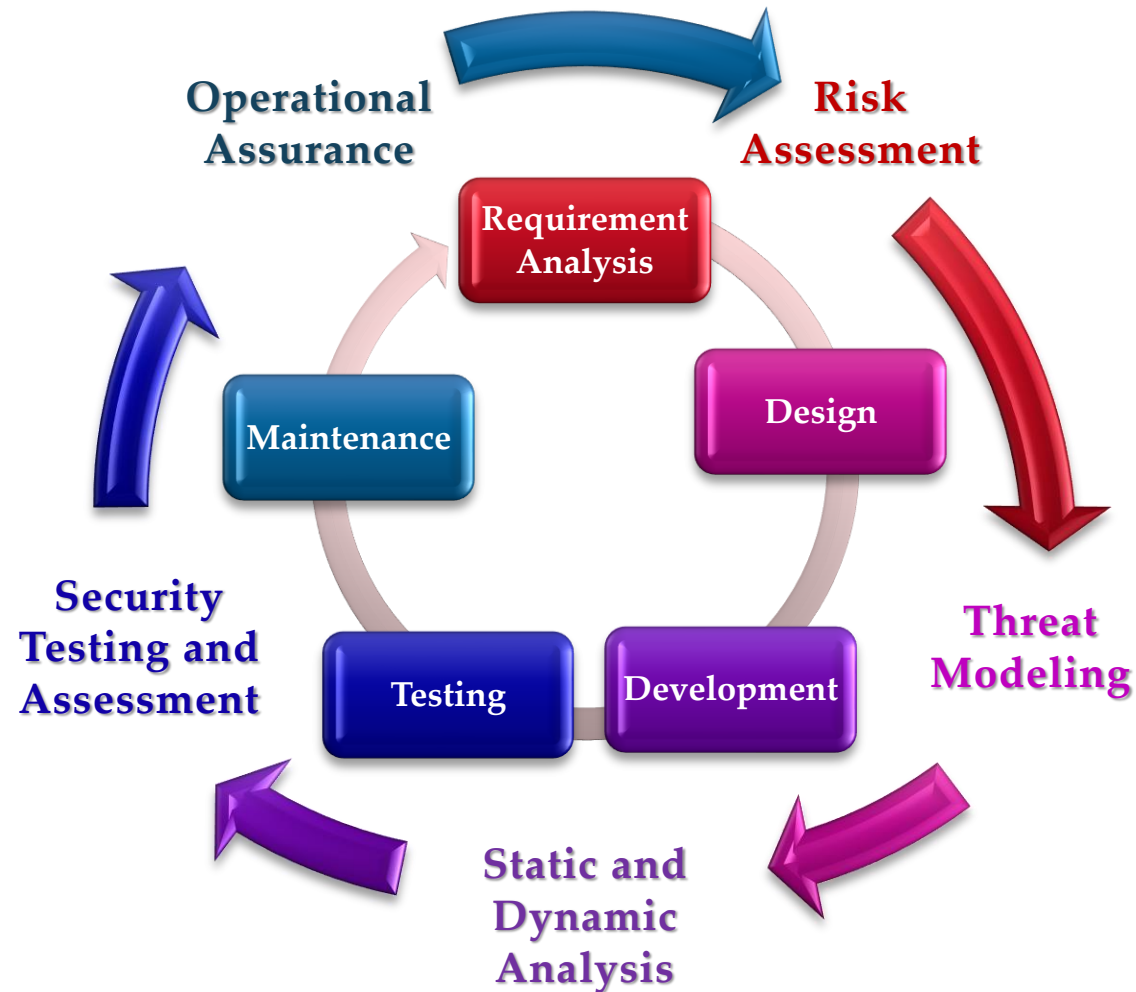 Operational
Assurance
Risk
Assessment
Requirement
Analysis
Design
Maintenance
Security
Testing and
Assessment
Threat
Modeling
Testing
Development
Static and
Dynamic
Analysis